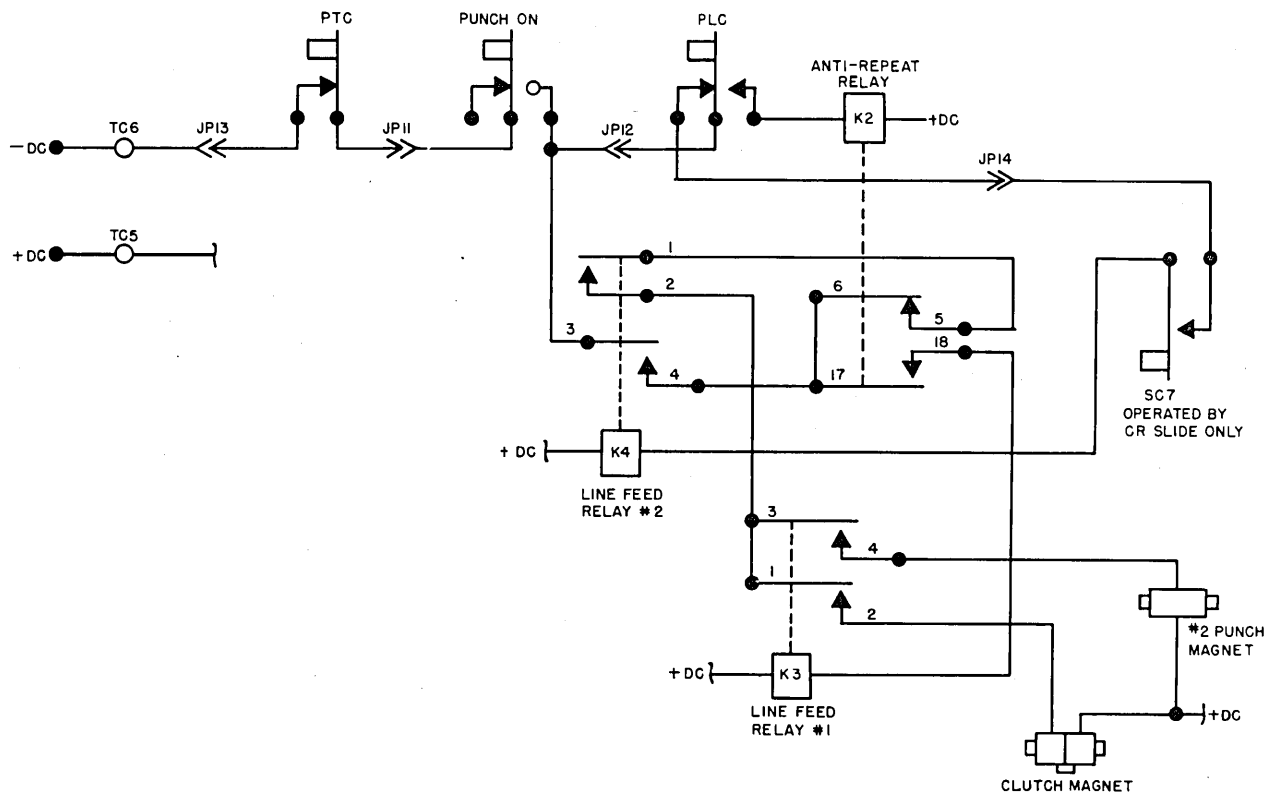 PTC
PUNCH ON
PLC
ANTI-REPEAT
RELAY
K2
+DC
-DC
TC6
JP13
JP11
JP12
JP14
+DC
TC5
1
2
3
4
6
5
18
17
SC7
OPERATED BY
CR SLIDE ONLY
+ DC
K4
LINE FEED
RELAY #2
3
4
1
2
#2 PUNCH
MAGNET
+DC
K3
LINE FEED
RELAY #1
+DC
CLUTCH MAGNET